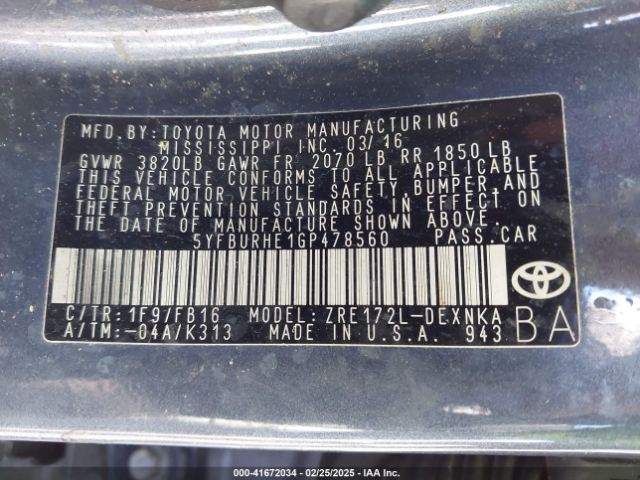 MFD. BY: TOYOTA MOTOR MANUFACTURING
MISSISSIPPI INC. 03/16
GVWR 3820LB GAWR FR 2070 LB RR 1850 LB
THIS VEHICLE CONFORMS TO ALL APPLICABLE
FEDERAL MOTOR VEHICLE SAFETY, BUMPER, AND
THEFT PREVENTION STANDARDS IN EFFECT ON
THE DATE OF MANUFACTURE SHOWN ABOVE.
5YFBURHE1GP478560 PASS. CAR
C/TR: 1F97/FB16 MODEL: ZRE172L-DEXNKA
A/TM: -04A/K313 MADE IN U.S.A. 943
BA
000-41672034 / 02/25/2025 / IAA Inc.